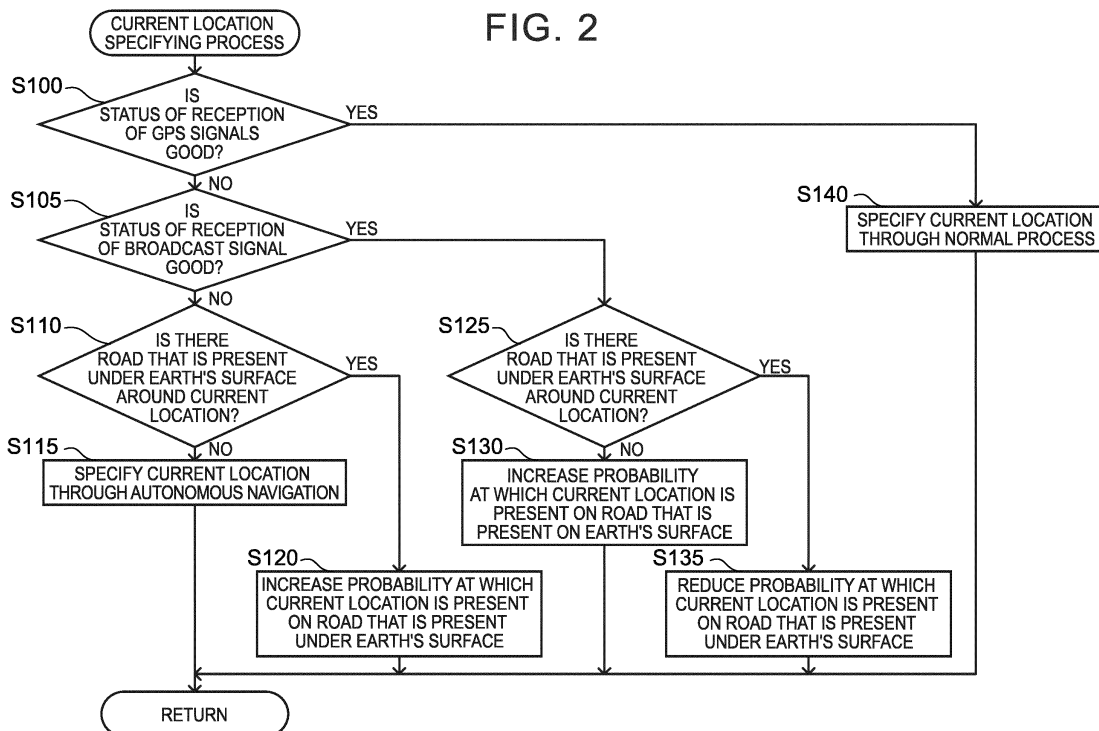 FIG. 2
CURRENT LOCATION
SPECIFYING PROCESS
S100
IS
STATUS OF RECEPTION
OF GPS SIGNALS
GOOD?
YES
NO
S105
IS
STATUS OF RECEPTION
OF BROADCAST SIGNAL
GOOD?
YES
NO
S140
SPECIFY CURRENT LOCATION
THROUGH NORMAL PROCESS
S110
IS THERE
ROAD THAT IS PRESENT
UNDER EARTH'S SURFACE
AROUND CURRENT
LOCATION?
YES
NO
S125
IS THERE
ROAD THAT IS PRESENT
UNDER EARTH'S SURFACE
AROUND CURRENT
LOCATION?
YES
NO
S115
SPECIFY CURRENT LOCATION
THROUGH AUTONOMOUS NAVIGATION
S130
INCREASE PROBABILITY
AT WHICH CURRENT LOCATION IS
PRESENT ON ROAD THAT IS
PRESENT ON EARTH'S SURFACE
S120
INCREASE PROBABILITY AT WHICH
CURRENT LOCATION IS PRESENT
ON ROAD THAT IS PRESENT
UNDER EARTH'S SURFACE
S135
REDUCE PROBABILITY AT WHICH
CURRENT LOCATION IS PRESENT
ON ROAD THAT IS PRESENT
UNDER EARTH'S SURFACE
RETURN